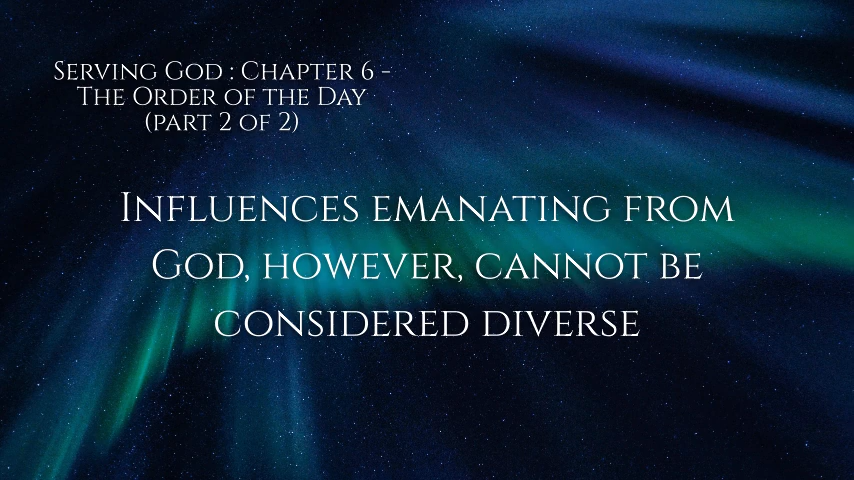 Serving God : Chapter 6 -
The Order of the Day
(part 2 of 2)
Influences emanating from
God, however, cannot be
considered diverse